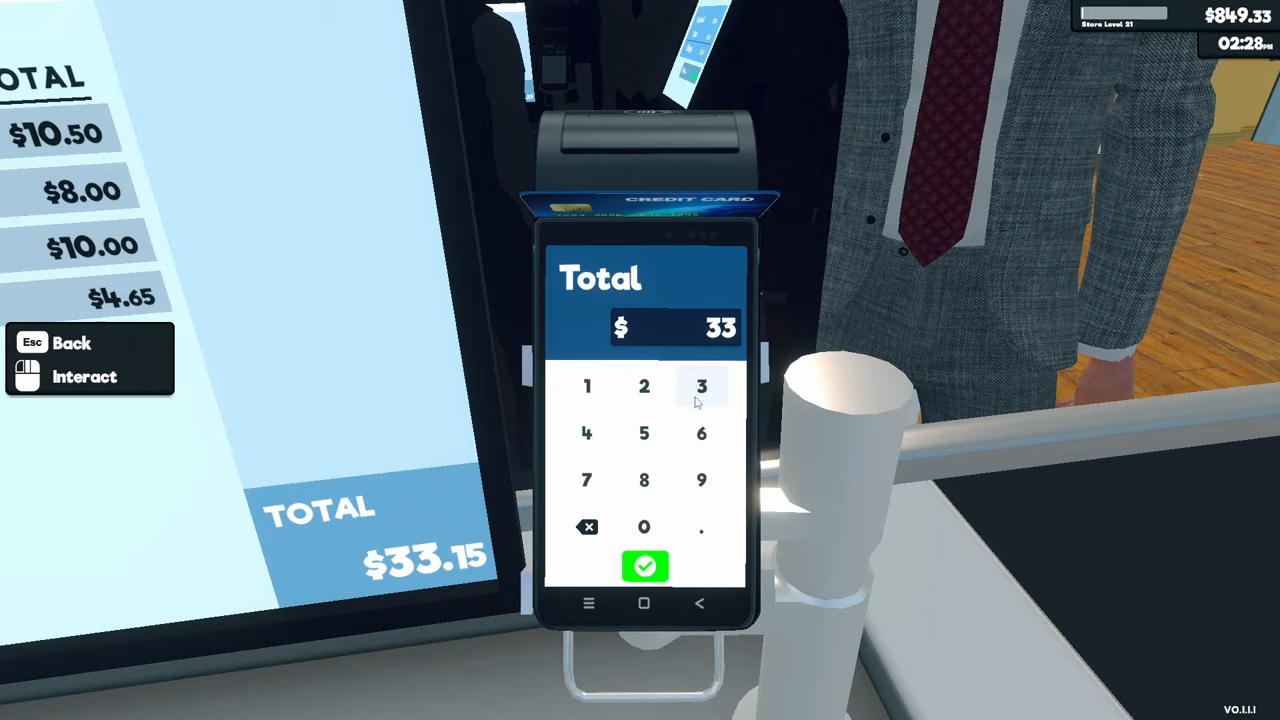 $849.33
Store Level 21
02:28PM
OTAL
$10.50
$8.00
$10.00
$4.65
Esc Back
Interact
TOTAL
$33.15
CREDIT CARD
Total
$ 33
1 2 3
4 5 6
7 8 9
0 .
V0.1.1.1